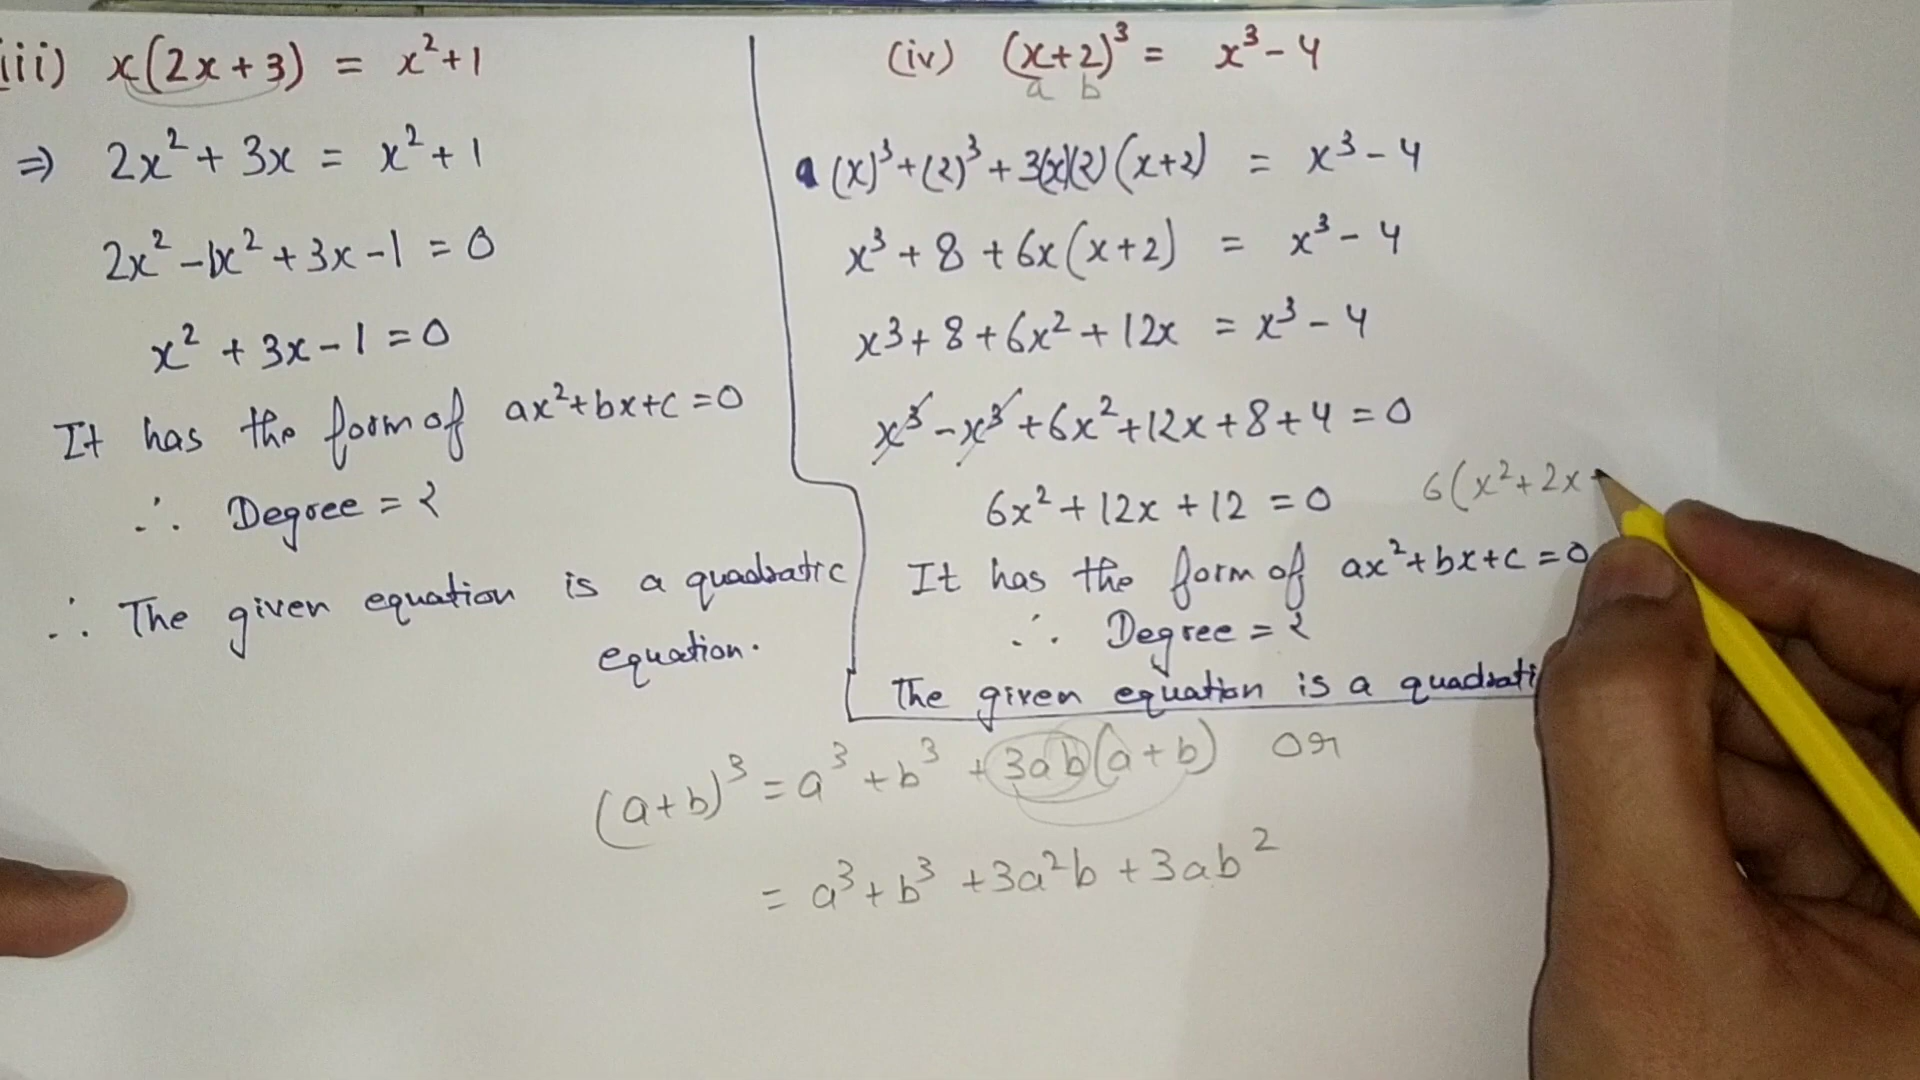 iii) x(2x+3) = x²+1
⇒ 2x² + 3x = x² + 1
2x² - 1x² + 3x - 1 = 0
x² + 3x - 1 = 0
It has the form of ax²+bx+c=0
∴ Degree = 2
∴ The given equation is a quadratic
equation.
(iv) (x+2)³ = x³ - 4
a b
(x)³ + (2)³ + 3(x)(2)(x+2) = x³ - 4
x³ + 8 + 6x(x+2) = x³ - 4
x³ + 8 + 6x² + 12x = x³ - 4
x³ - x³ + 6x² + 12x + 8 + 4 = 0
6x² + 12x + 12 = 0 6(x² + 2x +
It has the form of ax²+bx+c=0
∴ Degree = 2
The given equation is a quadrati
(a+b)³ = a³ + b³ + 3ab(a+b) or
= a³ + b³ + 3a²b + 3ab²